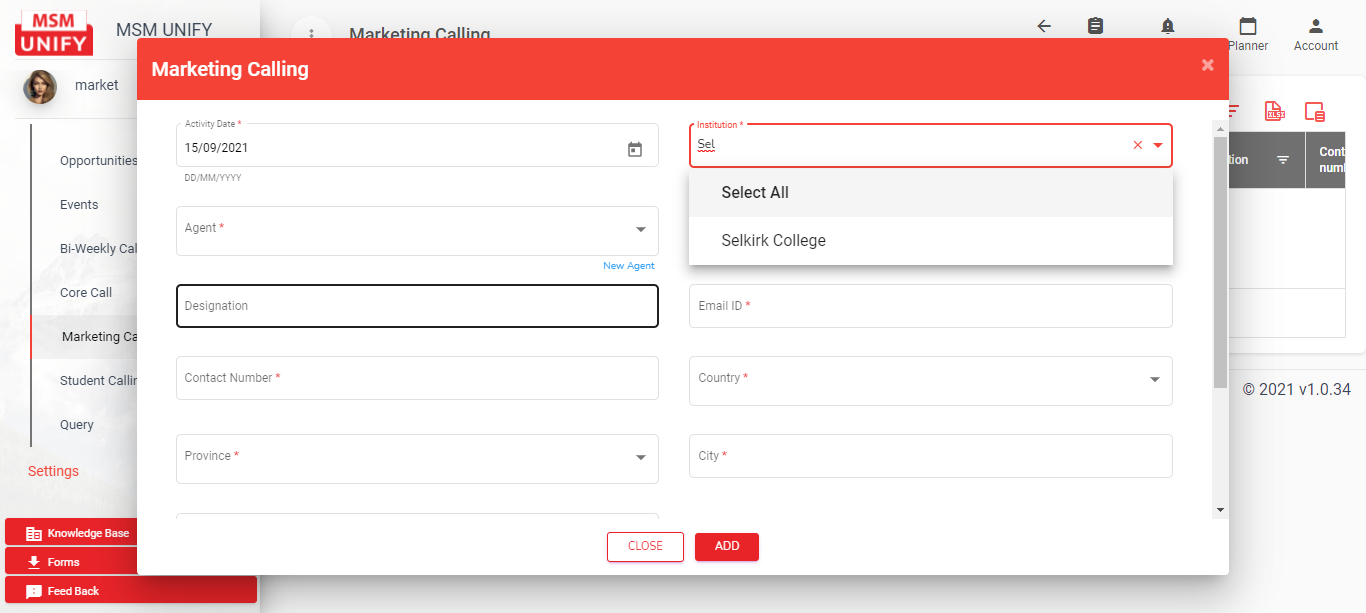 MSM
UNIFY
MSM UNIFY
Marketing Calling
Planner
Account
market
Opportunities
Events
Bi-Weekly Cal
Core Call
Marketing Ca
Student Callin
Query
Settings
Knowledge Base
Forms
Feed Back
Marketing Calling
×
Activity Date *
15/09/2021
DD/MM/YYYY
Institution *
Sel
Select All
Selkirk College
Agent *
New Agent
Designation
Email ID *
Contact Number *
Country *
Province *
City *
CLOSE
ADD
XLSX
tion
Cont
numb
© 2021 v1.0.34